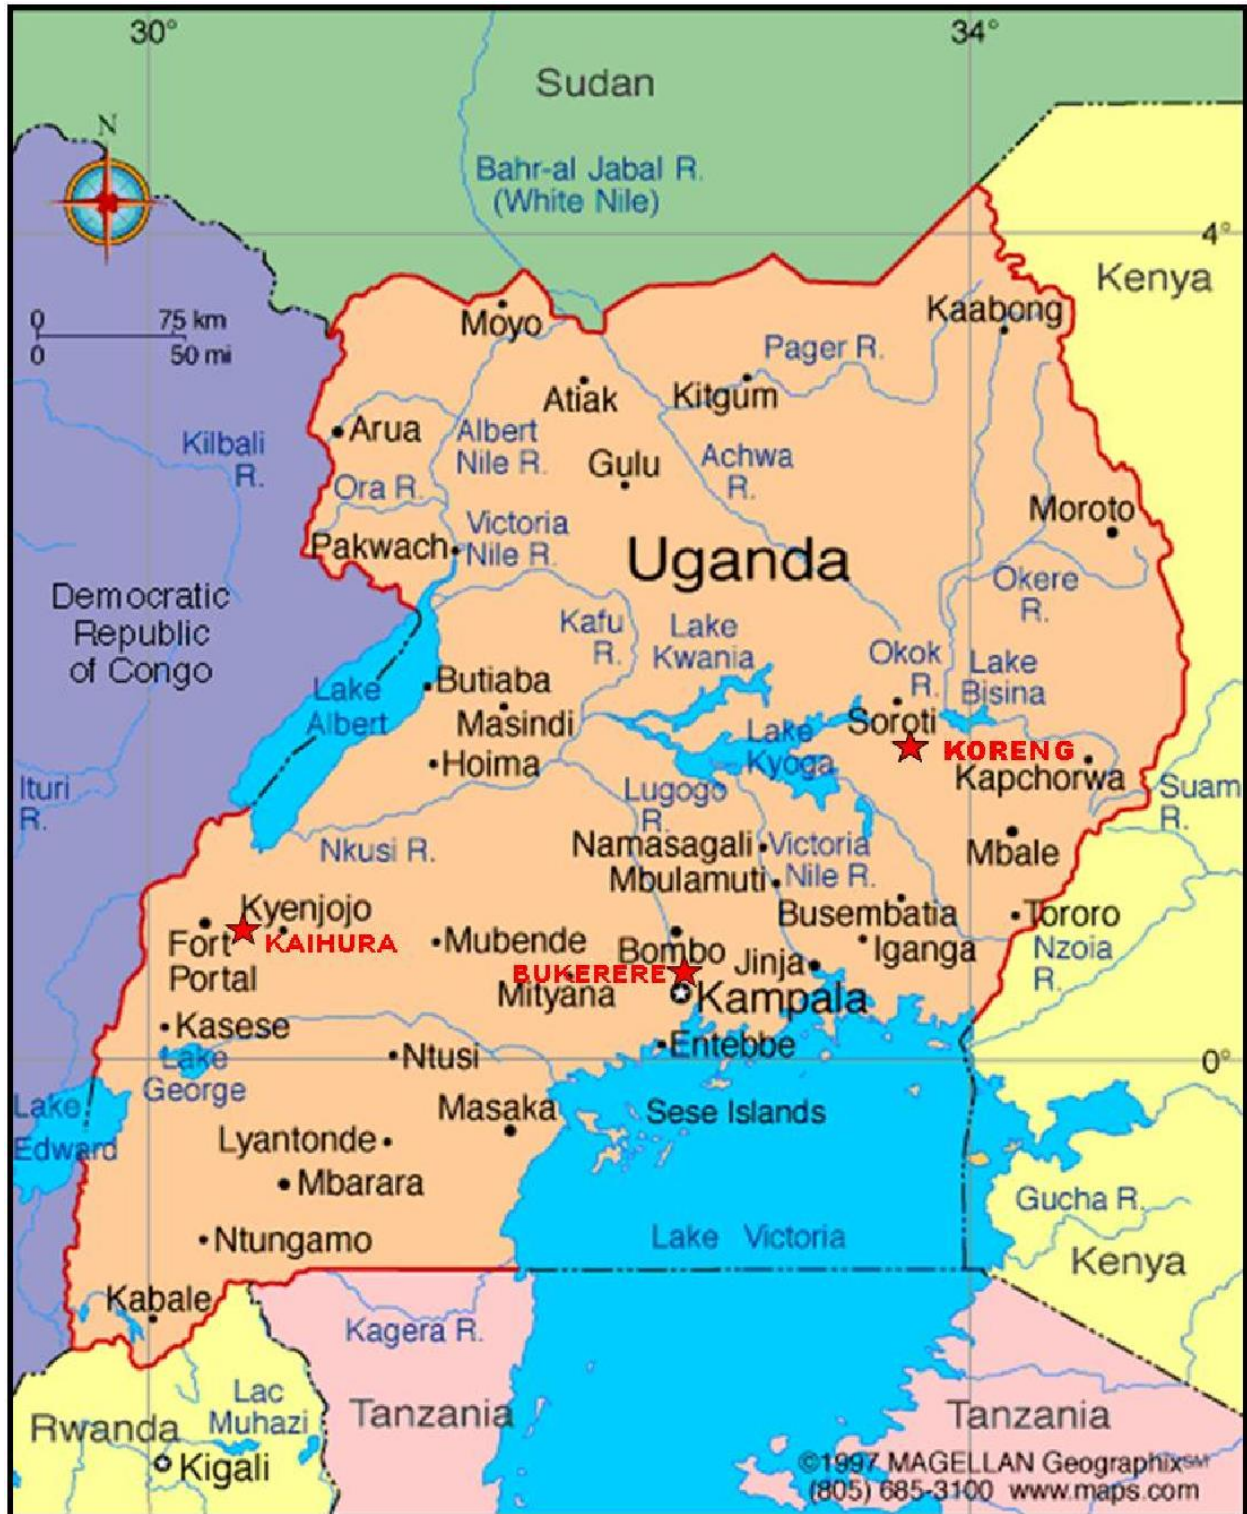 30°
34°
Sudan
N
Bahr-al Jabal R.
(White Nile)
4°
Kenya
0
75 km
0
50 mi
Moyo
Kaabong
Pager R.
Atiak
Kitgum
Arua
Albert
Nile R.
Kilbali
R.
Gulu
Achwa
R.
Ora R.
Moroto
Pakwach
Victoria
Nile R.
Uganda
Democratic
Republic
of Congo
Okere
R.
Kafu
R.
Lake
Kwania
Okok
R.
Lake
Bisina
Lake
Albert
Butiaba
Masindi
Soroti
Lake
Kyoga
KORENG
Hoima
Kapchorwa
Ituri
R.
Lugogo
R.
Suam
R.
Nkusi R.
Namasagali
Victoria
Nile R.
Mbale
Mbulamuti
Kyenjojo
Busembatia
Tororo
Fort
Portal
KAIHURA
Mubende
Bombo
Jinja
Iganga
Nzoia
R.
BUKERERE
Mityana
Kampala
Kasese
Lake
George
Ntusi
Entebbe
0°
Lake
Edward
Masaka
Sese Islands
Lyantonde
Mbarara
Gucha R.
Ntungamo
Lake Victoria
Kenya
Kabale
Kagera R.
Lac
Muhazi
Rwanda
Tanzania
Tanzania
Kigali
©1997 MAGELLAN Geographix℠
(805) 685-3100 www.maps.com